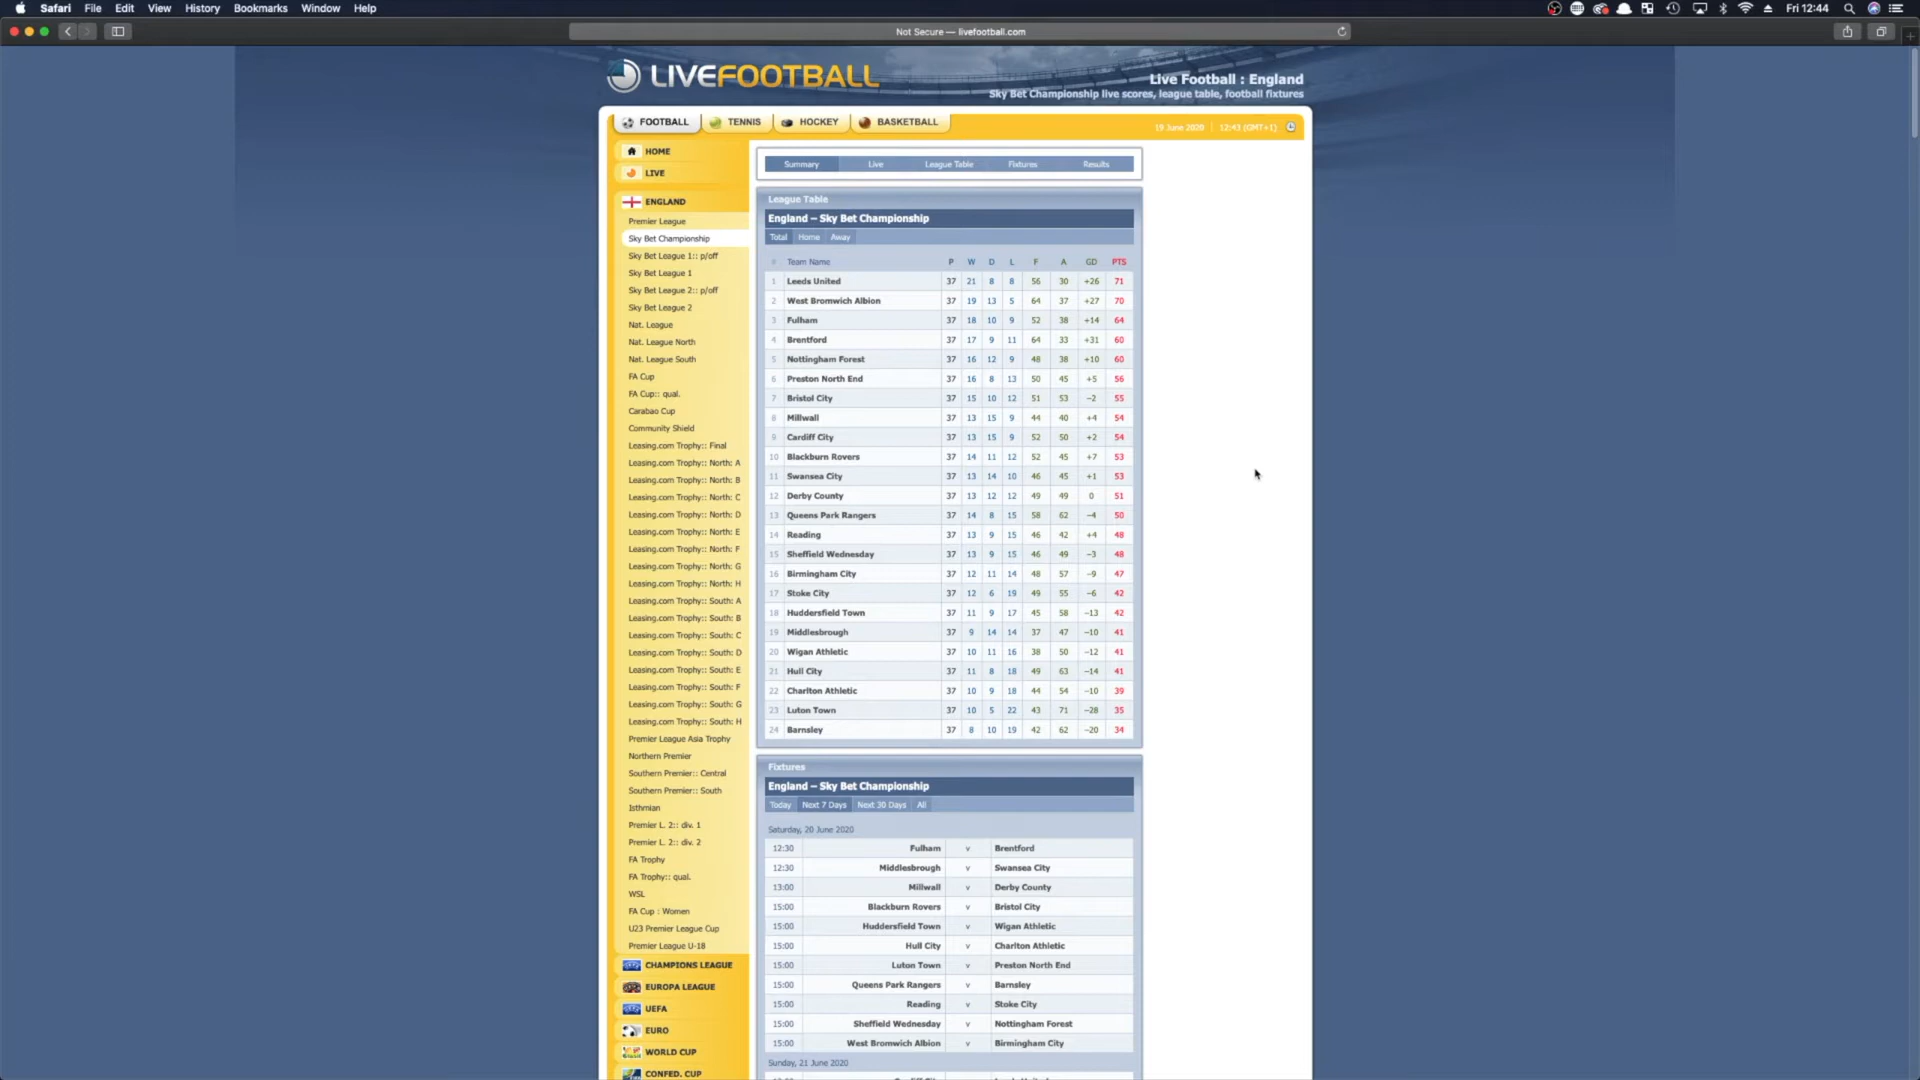 Safari File Edit View History Bookmarks Window Help Fri 12:44
Not Secure — livefootball.com
LIVEFOOTBALL
Live Football : England
Sky Bet Championship live scores, league table, football fixtures
FOOTBALL TENNIS HOCKEY BASKETBALL 19 June 2020 12:43 (GMT+1)
HOME
LIVE
ENGLAND
Premier League
Sky Bet Championship
Sky Bet League 1:: p/off
Sky Bet League 1
Sky Bet League 2:: p/off
Sky Bet League 2
Nat. League
Nat. League North
Nat. League South
FA Cup
FA Cup:: qual.
Carabao Cup
Community Shield
Leasing.com Trophy:: Final
Leasing.com Trophy:: North: A
Leasing.com Trophy:: North: B
Leasing.com Trophy:: North: C
Leasing.com Trophy:: North: D
Leasing.com Trophy:: North: E
Leasing.com Trophy:: North: F
Leasing.com Trophy:: North: G
Leasing.com Trophy:: North: H
Leasing.com Trophy:: South: A
Leasing.com Trophy:: South: B
Leasing.com Trophy:: South: C
Leasing.com Trophy:: South: D
Leasing.com Trophy:: South: E
Leasing.com Trophy:: South: F
Leasing.com Trophy:: South: G
Leasing.com Trophy:: South: H
Premier League Asia Trophy
Northern Premier
Southern Premier:: Central
Southern Premier:: South
Isthmian
Premier L. 2:: div. 1
Premier L. 2:: div. 2
FA Trophy
FA Trophy:: qual.
WSL
FA Cup : Women
U23 Premier League Cup
Premier League U-18
CHAMPIONS LEAGUE
EUROPA LEAGUE
UEFA
EURO
WORLD CUP
CONFED. CUP
Summary Live League Table Fixtures Results
League Table
England – Sky Bet Championship
Total Home Away
# Team Name P W D L F A GD PTS
1 Leeds United 37 21 8 8 56 30 +26 71
2 West Bromwich Albion 37 19 13 5 64 37 +27 70
3 Fulham 37 18 10 9 52 38 +14 64
4 Brentford 37 17 9 11 64 33 +31 60
5 Nottingham Forest 37 16 12 9 48 38 +10 60
6 Preston North End 37 16 8 13 50 45 +5 56
7 Bristol City 37 15 10 12 51 53 –2 55
8 Millwall 37 13 15 9 44 40 +4 54
9 Cardiff City 37 13 15 9 52 50 +2 54
10 Blackburn Rovers 37 14 11 12 52 45 +7 53
11 Swansea City 37 13 14 10 46 45 +1 53
12 Derby County 37 13 12 12 49 49 0 51
13 Queens Park Rangers 37 14 8 15 58 62 –4 50
14 Reading 37 13 9 15 46 42 +4 48
15 Sheffield Wednesday 37 13 9 15 46 49 –3 48
16 Birmingham City 37 12 11 14 48 57 –9 47
17 Stoke City 37 12 6 19 49 55 –6 42
18 Huddersfield Town 37 11 9 17 45 58 –13 42
19 Middlesbrough 37 9 14 14 37 47 –10 41
20 Wigan Athletic 37 10 11 16 38 50 –12 41
21 Hull City 37 11 8 18 49 63 –14 41
22 Charlton Athletic 37 10 9 18 44 54 –10 39
23 Luton Town 37 10 5 22 43 71 –28 35
24 Barnsley 37 8 10 19 42 62 –20 34
Fixtures
England – Sky Bet Championship
Today Next 7 Days Next 30 Days All
Saturday, 20 June 2020
12:30 Fulham v Brentford
12:30 Middlesbrough v Swansea City
13:00 Millwall v Derby County
15:00 Blackburn Rovers v Bristol City
15:00 Huddersfield Town v Wigan Athletic
15:00 Hull City v Charlton Athletic
15:00 Luton Town v Preston North End
15:00 Queens Park Rangers v Barnsley
15:00 Reading v Stoke City
15:00 Sheffield Wednesday v Nottingham Forest
15:00 West Bromwich Albion v Birmingham City
Sunday, 21 June 2020